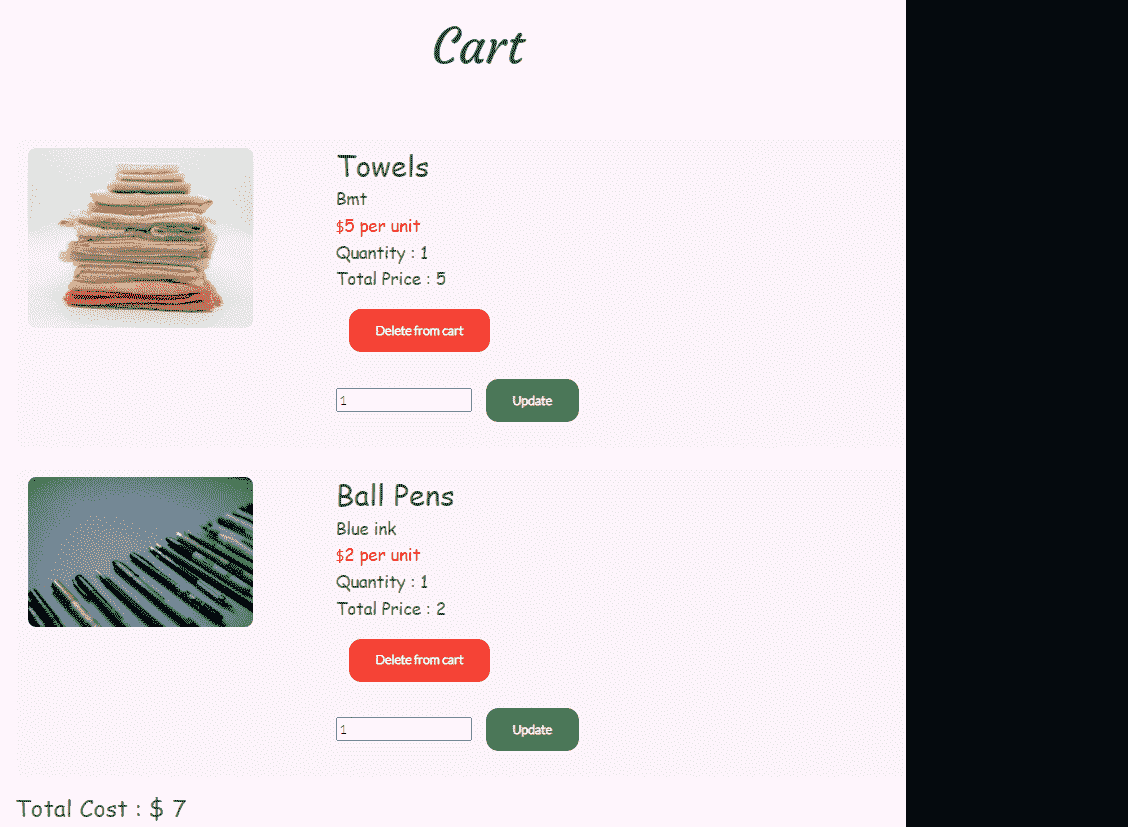 Cart
Towels
Bmt
$5 per unit
Quantity : 1
Total Price : 5
Delete from cart
1
Update
Ball Pens
Blue ink
$2 per unit
Quantity : 1
Total Price : 2
Delete from cart
1
Update
Total Cost : $ 7